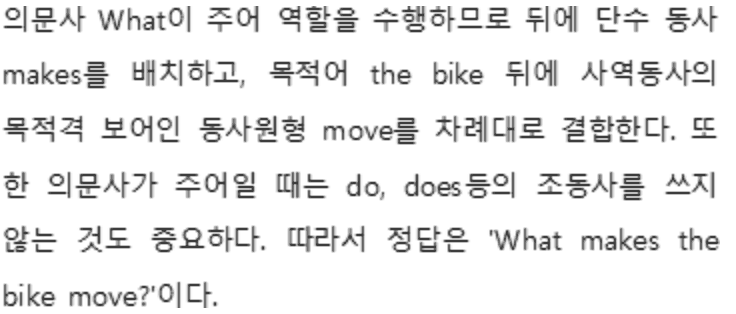 의문사 What이 주어 역할을 수행하므로 뒤에 단수 동사
makes를 배치하고, 목적어 the bike 뒤에 사역동사의
목적격 보어인 동사원형 move를 차례대로 결합한다. 또
한 의문사가 주어일 때는 do, does등의 조동사를 쓰지
않는 것도 중요하다. 따라서 정답은 'What makes the
bike move?'이다.